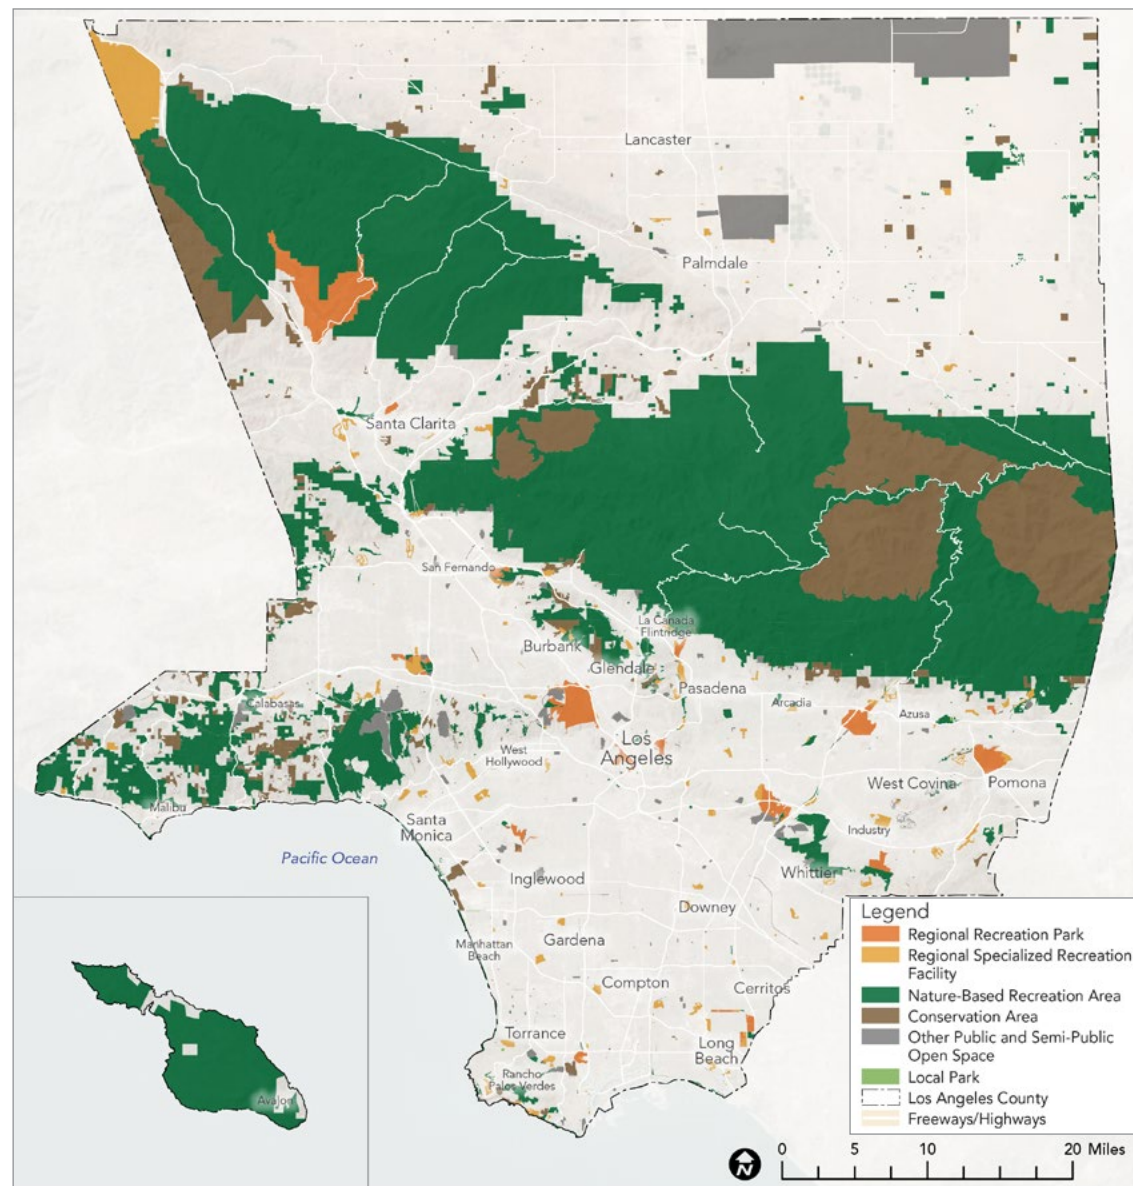 Lancaster
Palmdale
Santa Clarita
San Fernando
La Canada
Flintridge
Burbank
Glendale
Pasadena
Calabasas
Arcadia
Azusa
Los
Angeles
West
Hollywood
West Covina
Pomona
Malibu
Santa
Monica
Industry
Pacific Ocean
Inglewood
Whittier
Downey
Manhattan
Beach
Gardena
Compton
Cerritos
Torrance
Long
Beach
Rancho
Palos Verdes
Avalon
Legend
Regional Recreation Park
Regional Specialized Recreation
Facility
Nature-Based Recreation Area
Conservation Area
Other Public and Semi-Public
Open Space
Local Park
Los Angeles County
Freeways/Highways
N
0 5 10 20 Miles